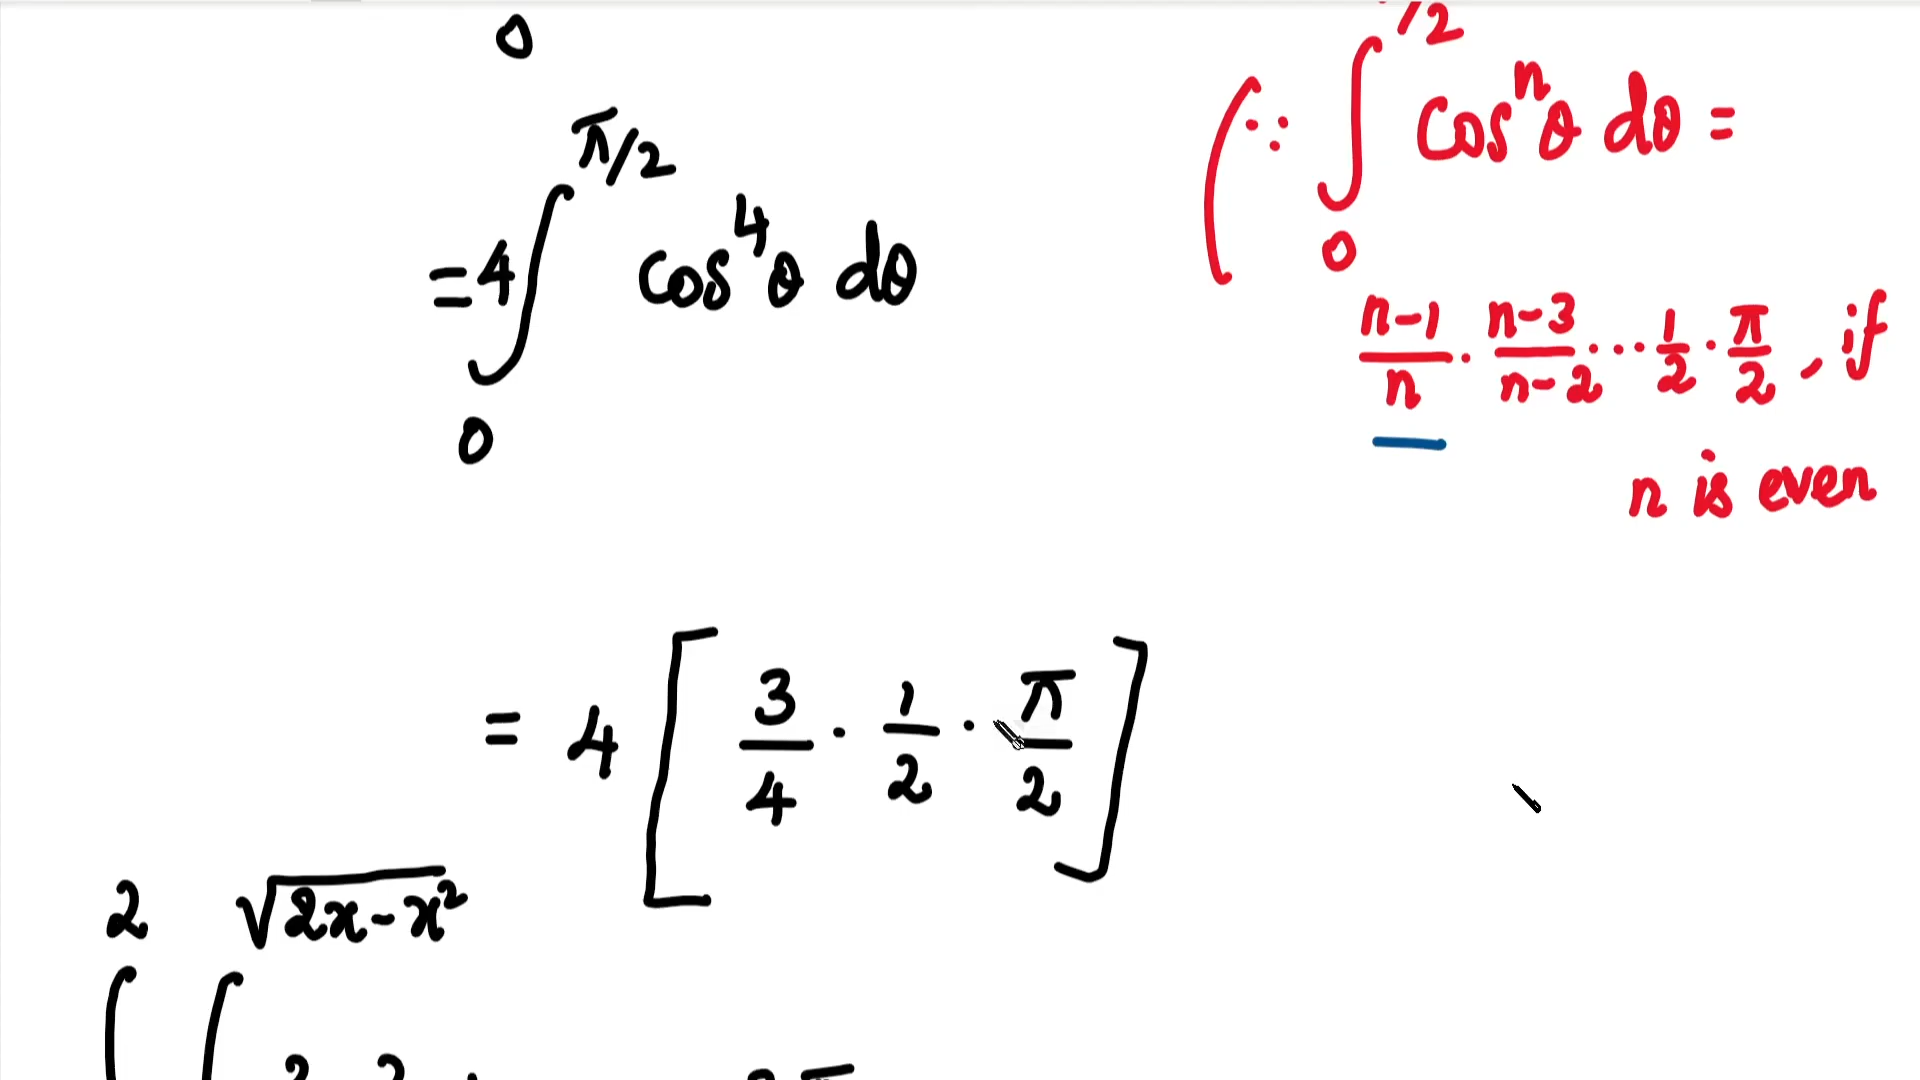 0
= 4 ∫₀^{π/2} cos⁴θ dθ
(∵ ∫₀^{π/2} cosⁿθ dθ =
(n-1)/n · (n-3)/(n-2) ··· 1/2 · π/2 , if
n is even
= 4 [ 3/4 · 1/2 · π/2 ]
2 √(2x-x²)
∫ ∫